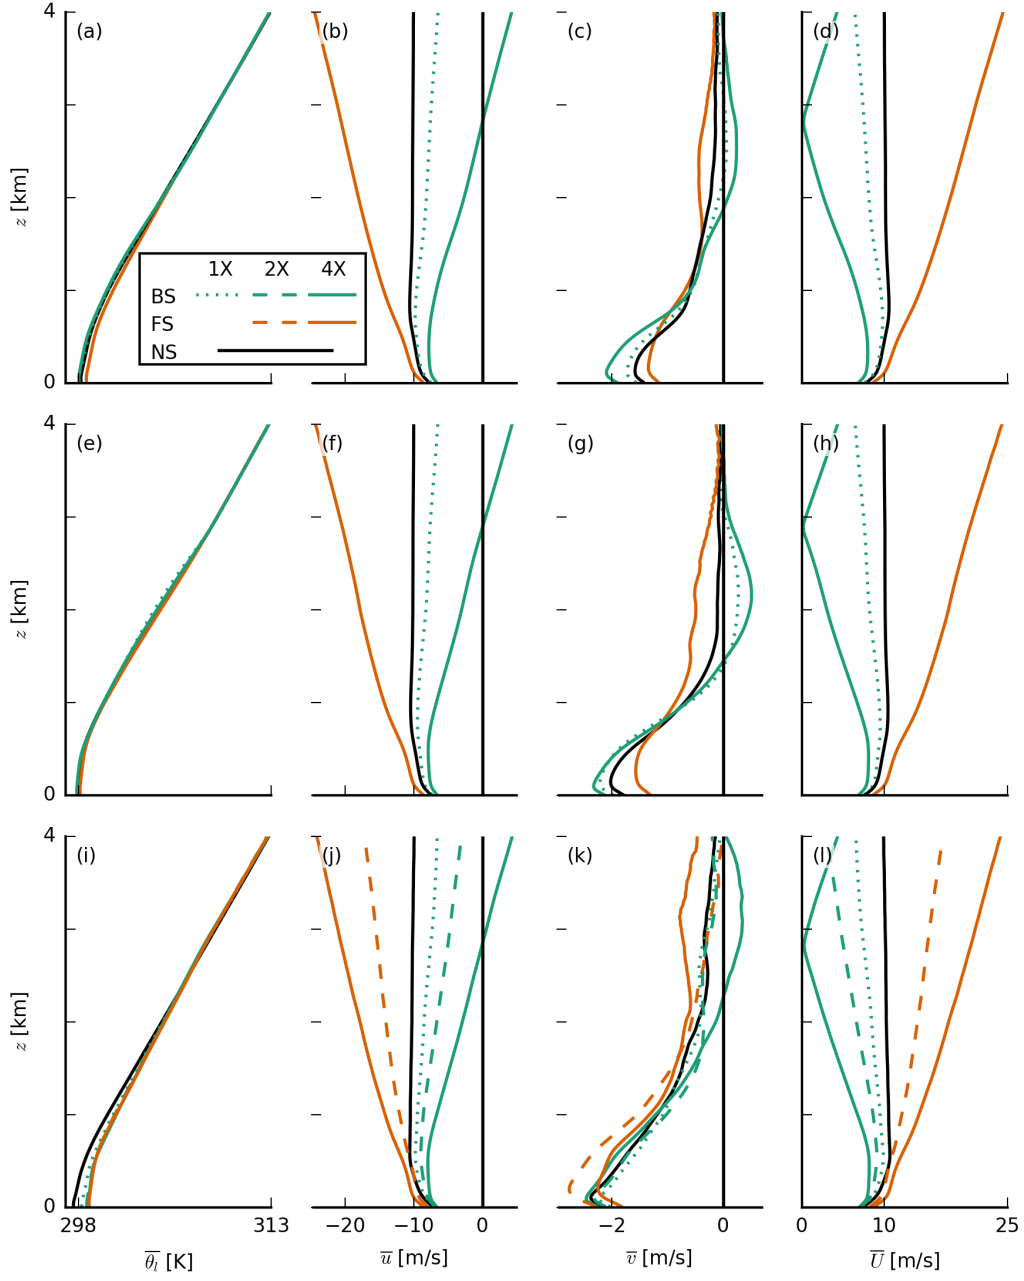 4 (a) (b) (c) (d)
z [km]
1X 2X 4X
BS
FS
NS
0
4 (e) (f) (g) (h)
z [km]
0
4 (i) (j) (k) (l)
z [km]
0
298 313 −20 −10 0 −2 0 0 10 25
θₗ [K] u [m/s] v [m/s] U [m/s]